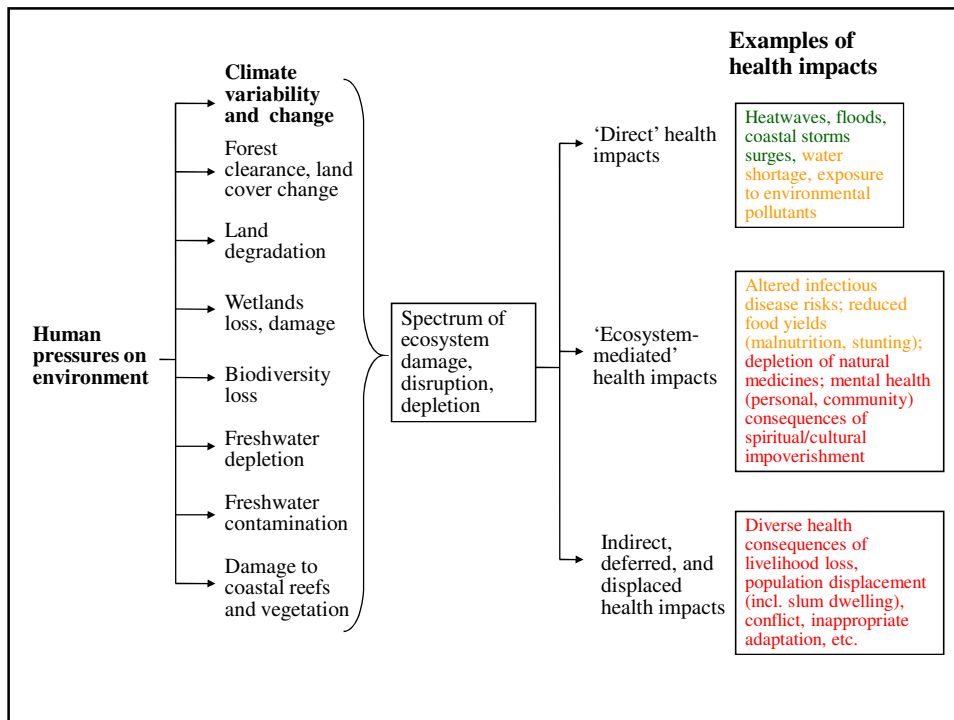 Examples of
health impacts
Human
pressures on
environment
Climate
variability
and change
Forest
clearance, land
cover change
Land
degradation
Wetlands
loss, damage
Biodiversity
loss
Freshwater
depletion
Freshwater
contamination
Damage to
coastal reefs
and vegetation
Spectrum of
ecosystem
damage,
disruption,
depletion
‘Direct’ health
impacts
Heatwaves, floods,
coastal storms
surges, water
shortage, exposure
to environmental
pollutants
‘Ecosystem-
mediated’
health impacts
Altered infectious
disease risks; reduced
food yields
(malnutrition, stunting);
depletion of natural
medicines; mental health
(personal, community)
consequences of
spiritual/cultural
impoverishment
Indirect,
deferred, and
displaced
health impacts
Diverse health
consequences of
livelihood loss,
population displacement
(incl. slum dwelling),
conflict, inappropriate
adaptation, etc.